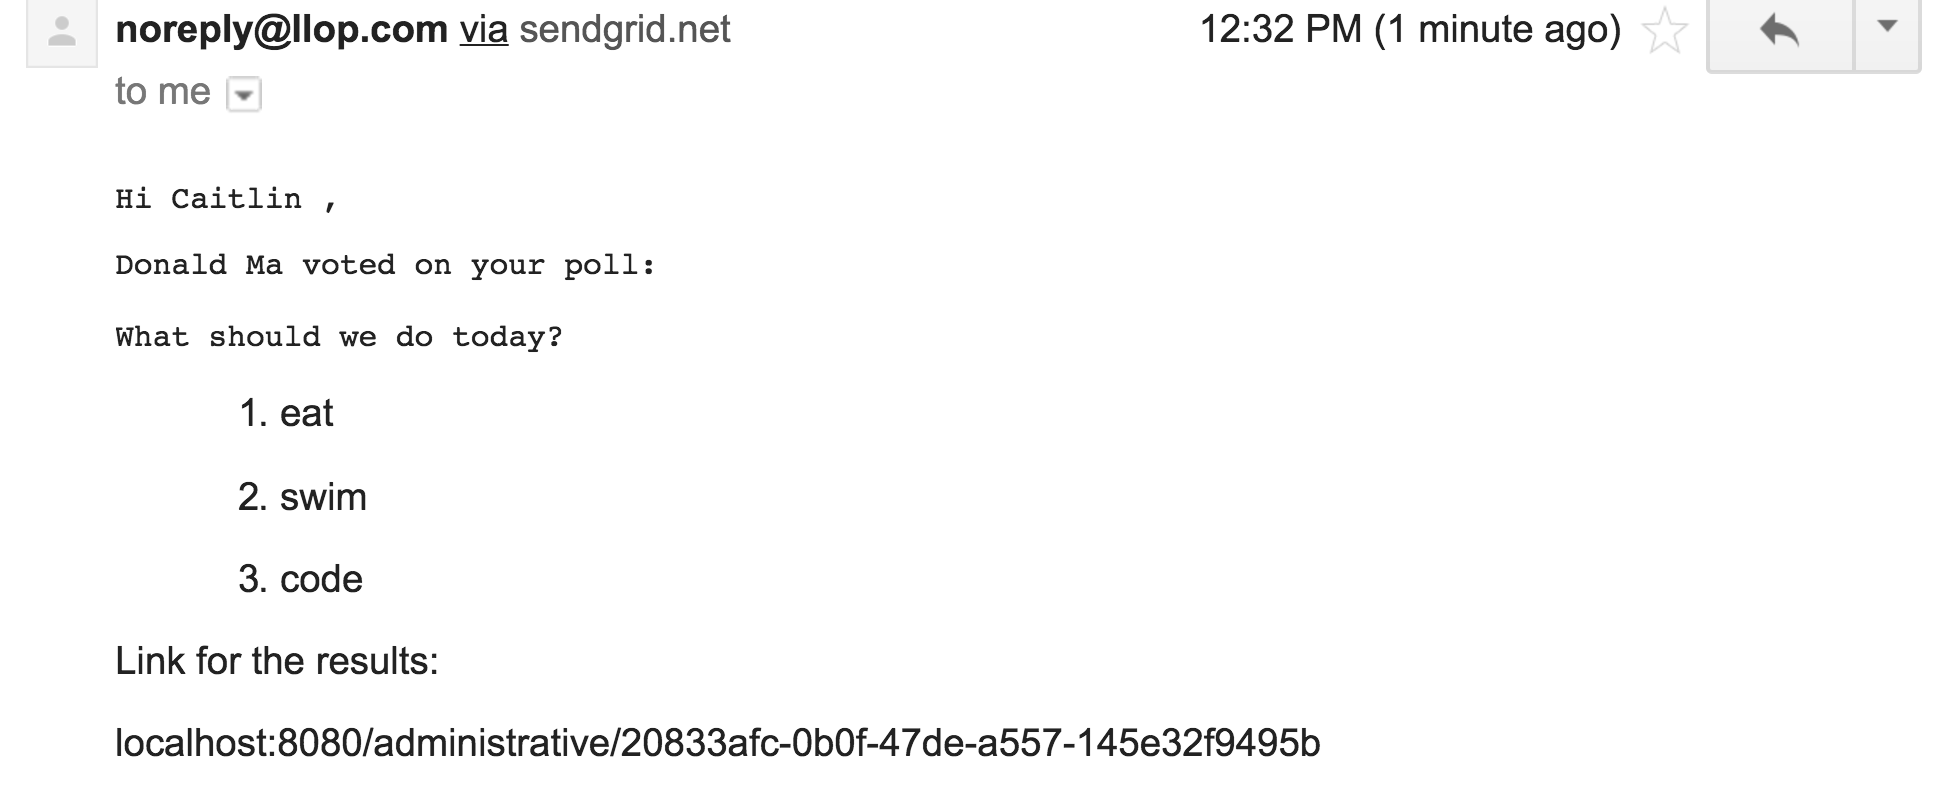 noreply@llop.com via sendgrid.net 12:32 PM (1 minute ago)
to me
Hi Caitlin ,
Donald Ma voted on your poll:
What should we do today?
1. eat
2. swim
3. code
Link for the results:
localhost:8080/administrative/20833afc-0b0f-47de-a557-145e32f9495b